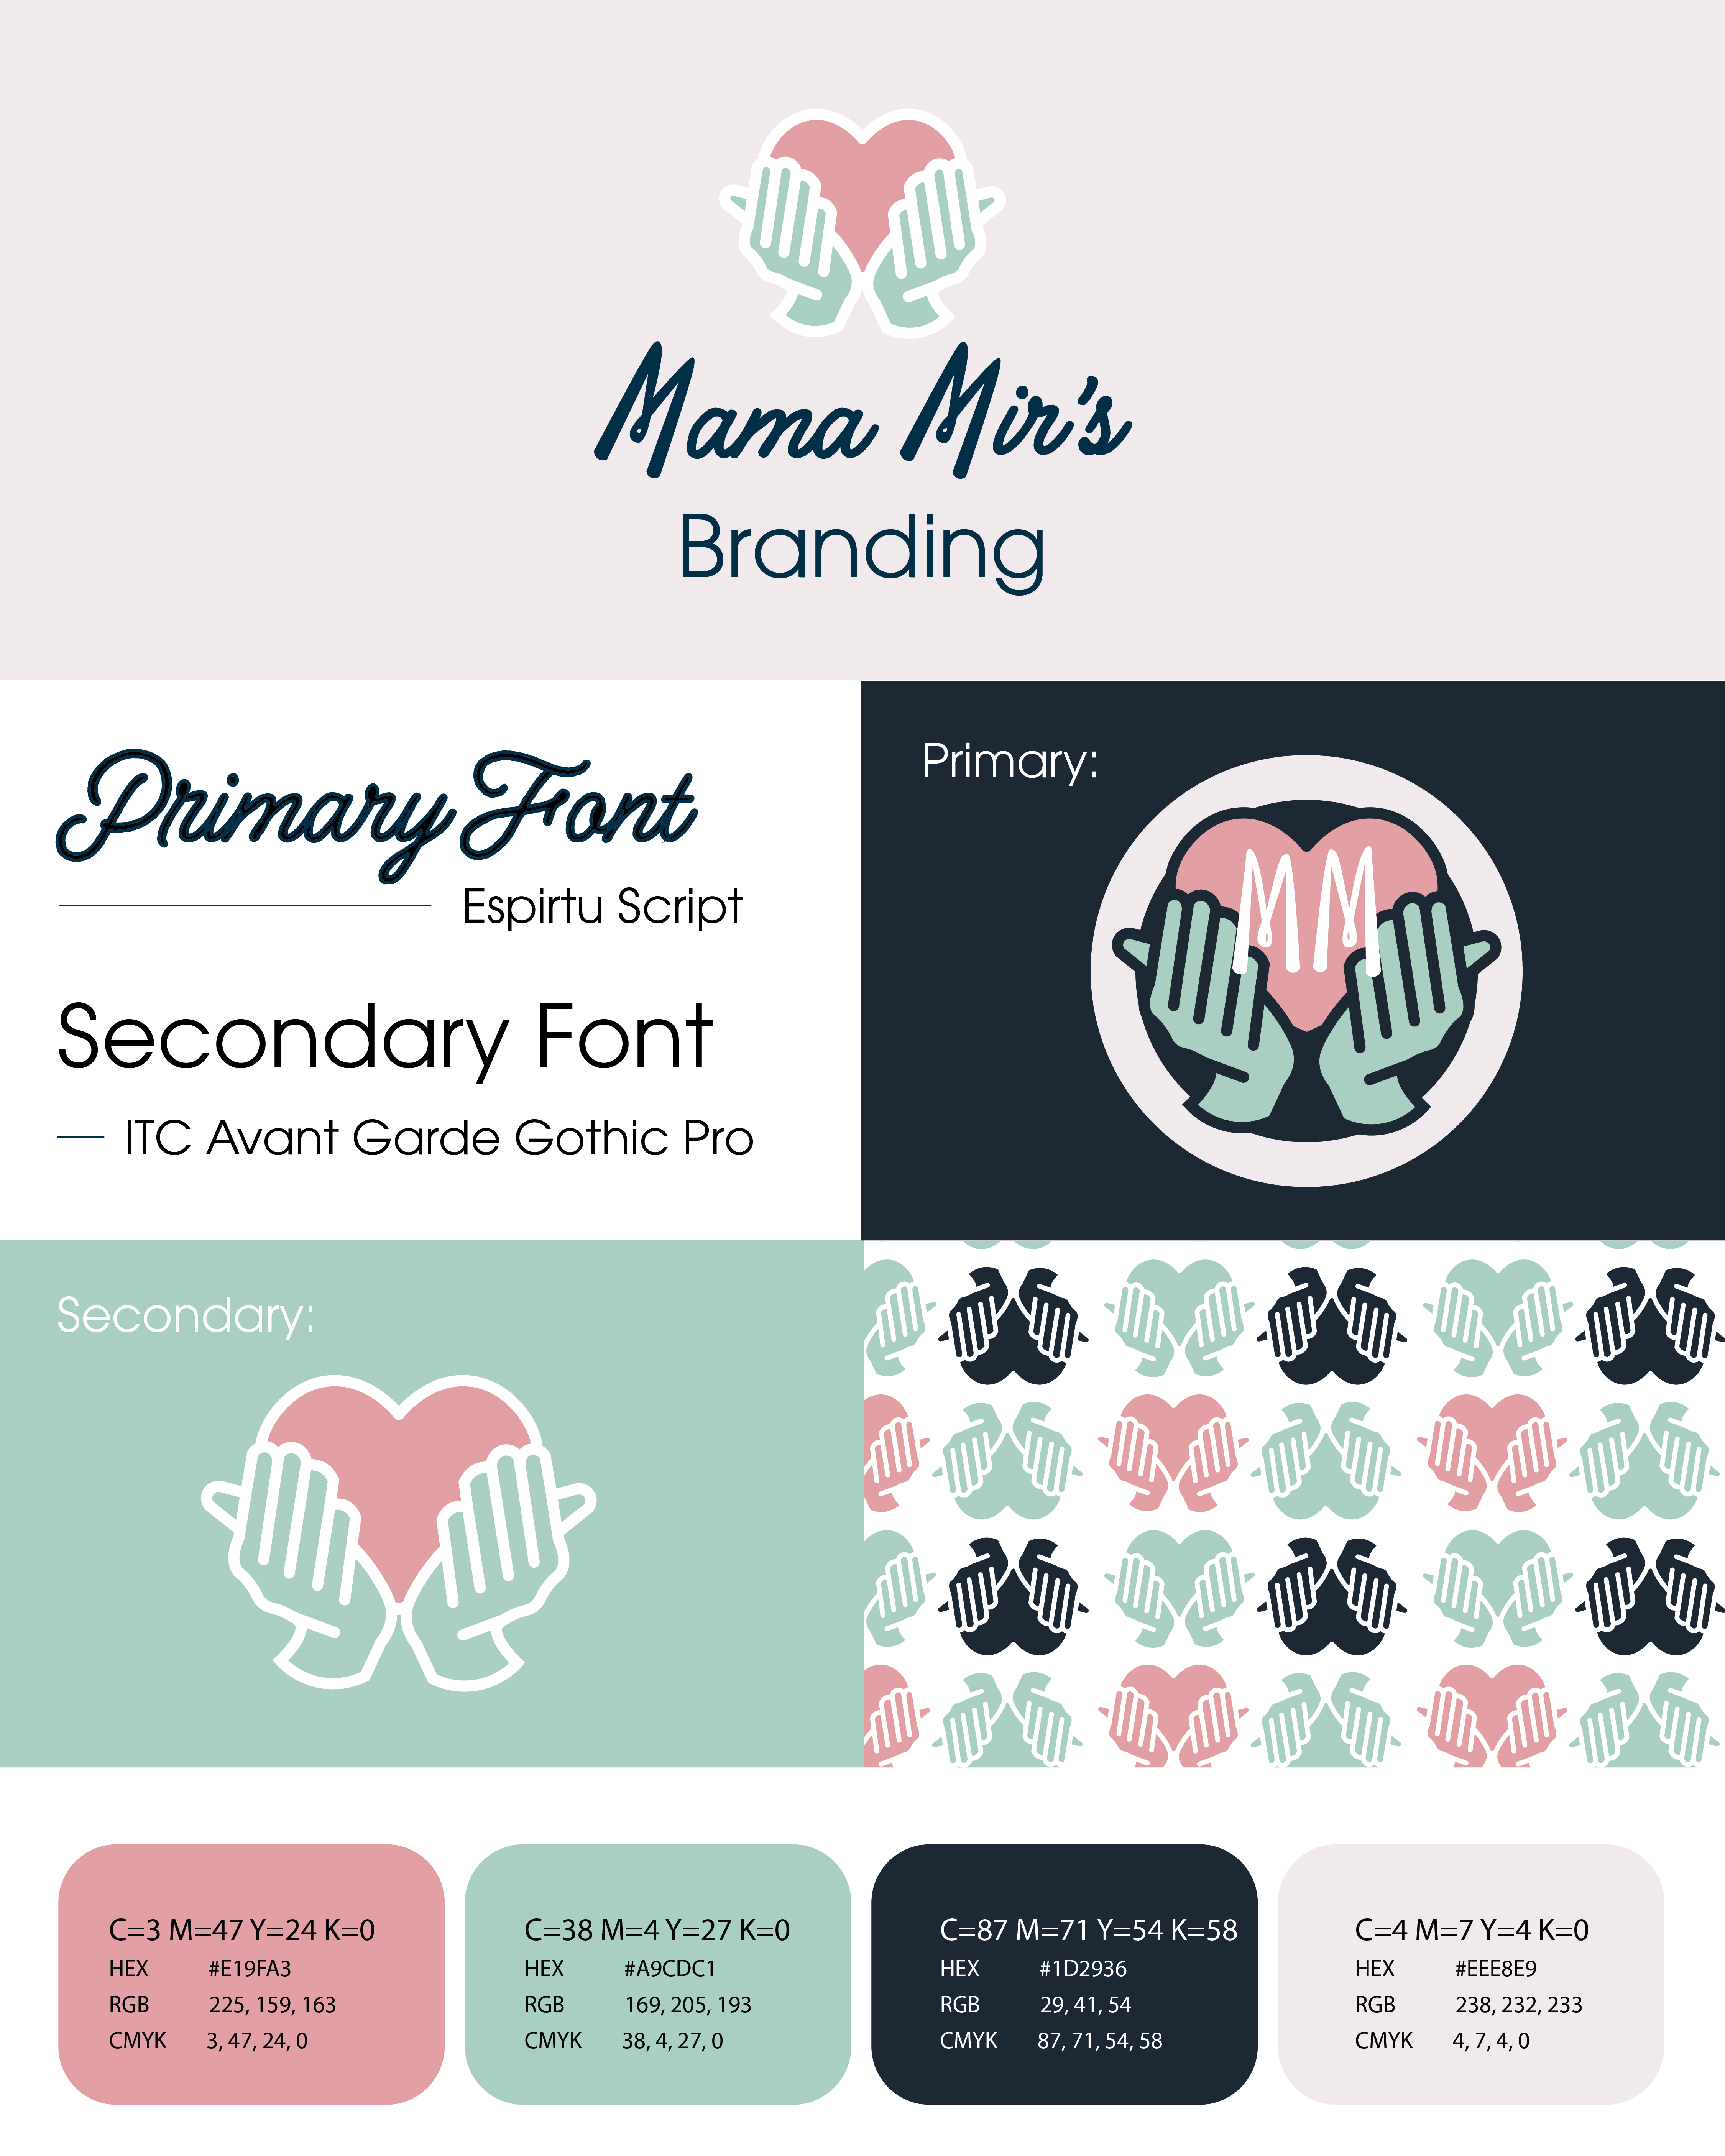 Mama Mir's
Branding
Primary Font
Espirtu Script
Secondary Font
ITC Avant Garde Gothic Pro
Primary:
MM
Secondary:
C=3 M=47 Y=24 K=0
HEX #E19FA3
RGB 225, 159, 163
CMYK 3, 47, 24, 0
C=38 M=4 Y=27 K=0
HEX #A9CDC1
RGB 169, 205, 193
CMYK 38, 4, 27, 0
C=87 M=71 Y=54 K=58
HEX #1D2936
RGB 29, 41, 54
CMYK 87, 71, 54, 58
C=4 M=7 Y=4 K=0
HEX #EEE8E9
RGB 238, 232, 233
CMYK 4, 7, 4, 0